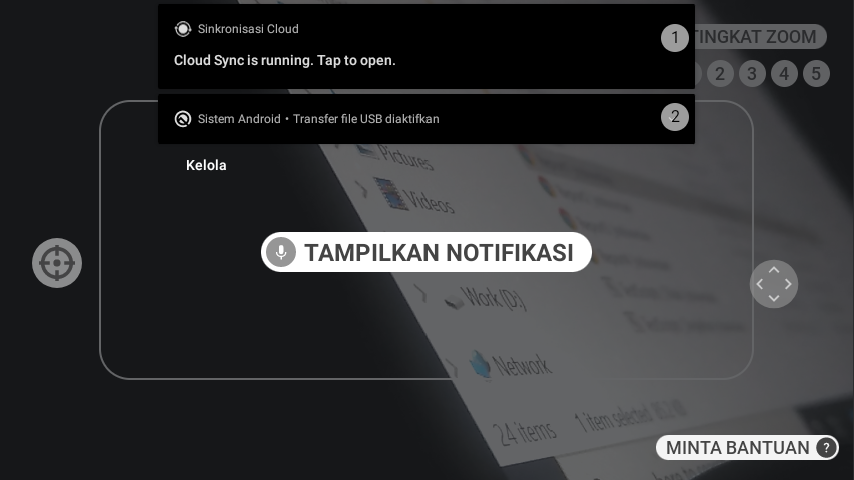 Sinkronisasi Cloud
Cloud Sync is running. Tap to open.
1
TINGKAT ZOOM
2 3 4 5
Sistem Android • Transfer file USB diaktifkan
2
Kelola
Pictures
Videos
TAMPILKAN NOTIFIKASI
Work (D:)
Network
24 items 1 item selected
MINTA BANTUAN ?